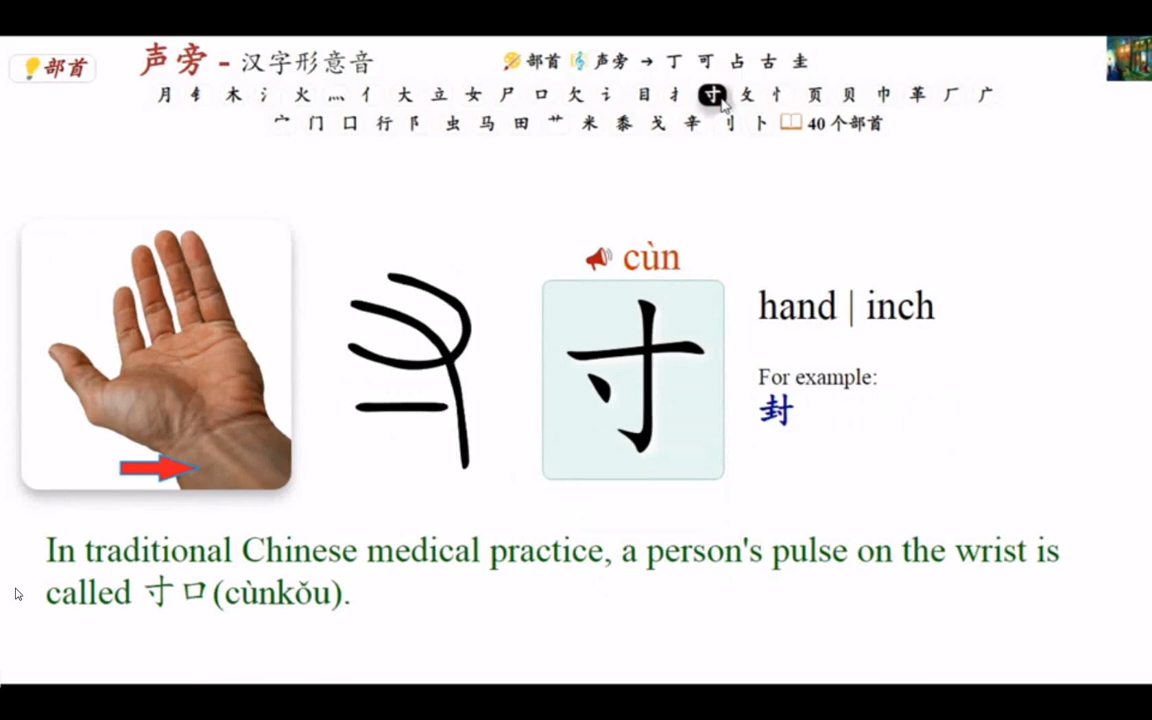 部首
声旁 - 汉字形意音
部首 声旁 → 丁 可 占 古 圭
月 钅 木 氵 火 灬 亻 大 立 女 尸 口 欠 讠 目 扌 寸 攵 忄 页 贝 巾 革 厂 广
宀 门 囗 行 阝 虫 马 田 艹 米 黍 戈 辛 刂 卜 40 个部首
cùn
寸
hand | inch
For example:
封
In traditional Chinese medical practice, a person's pulse on the wrist is
called 寸口(cùnkǒu).